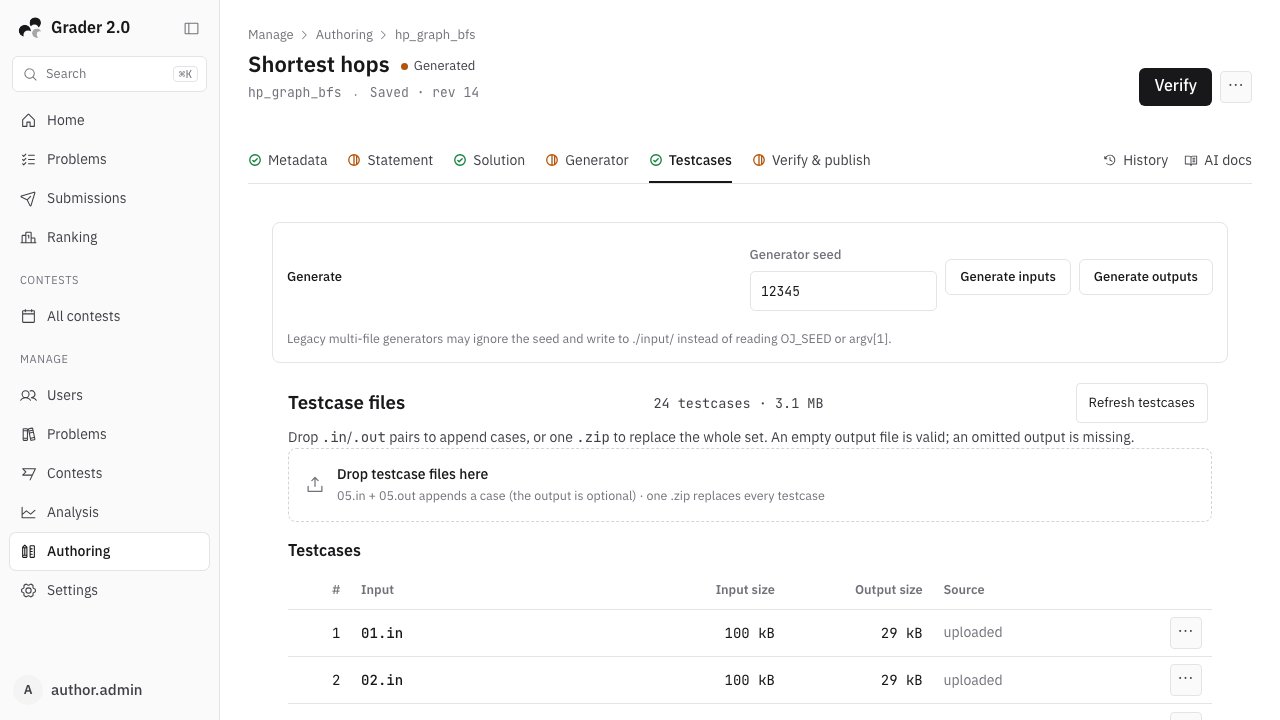 Grader 2.0
Search
⌘K
Home
Problems
Submissions
Ranking
CONTESTS
All contests
MANAGE
Users
Problems
Contests
Analysis
Authoring
Settings
A
author.admin
Manage > Authoring > hp_graph_bfs
Shortest hops
Generated
hp_graph_bfs . Saved · rev 14
Verify
···
Metadata
Statement
Solution
Generator
Testcases
Verify & publish
History
AI docs
Generate
Generator seed
12345
Generate inputs
Generate outputs
Legacy multi-file generators may ignore the seed and write to ./input/ instead of reading OJ_SEED or argv[1].
Testcase files
24 testcases · 3.1 MB
Refresh testcases
Drop .in/.out pairs to append cases, or one .zip to replace the whole set. An empty output file is valid; an omitted output is missing.
Drop testcase files here
05.in + 05.out appends a case (the output is optional) · one .zip replaces every testcase
Testcases
# Input Input size Output size Source
1 01.in 100 kB 29 kB uploaded ···
2 02.in 100 kB 29 kB uploaded ···